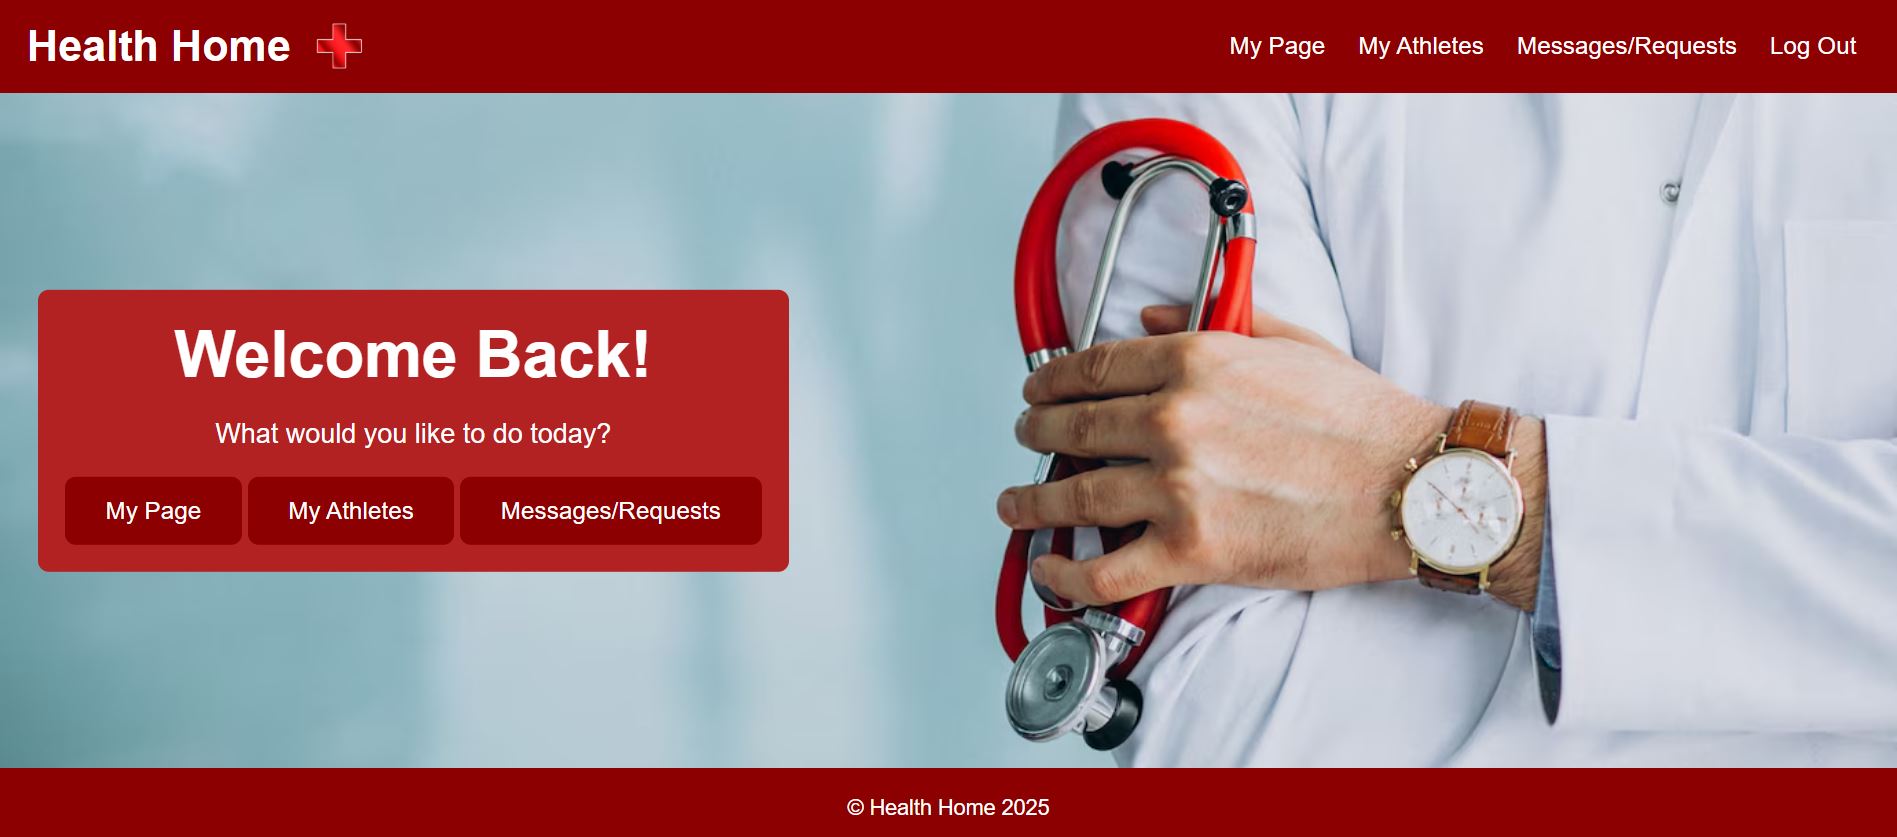 Health Home
My Page My Athletes Messages/Requests Log Out
Welcome Back!
What would you like to do today?
My Page My Athletes Messages/Requests
© Health Home 2025